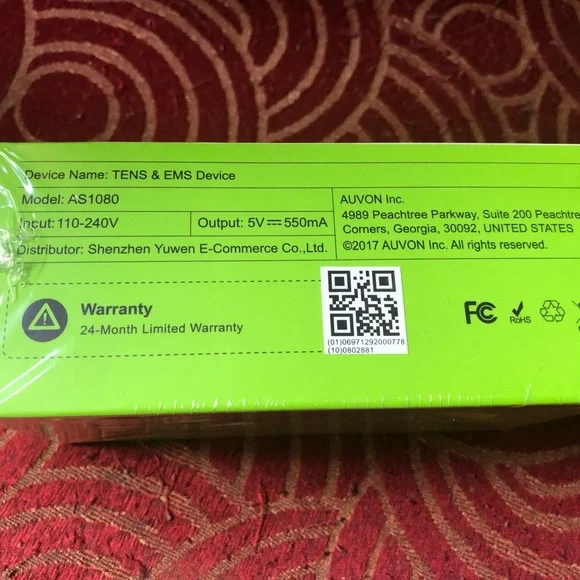 Device Name: TENS & EMS Device
Model: AS1080
Input: 110-240V
Output: 5V⎓550mA
Distributor: Shenzhen Yuwen E-Commerce Co.,Ltd.
AUVON Inc.
4989 Peachtree Parkway, Suite 200 Peachtre
Corners, Georgia, 30092, UNITED STATES
©2017 AUVON Inc. All rights reserved.
Warranty
24-Month Limited Warranty
(01)06971292000778
(10)0802881
FC
RoHS